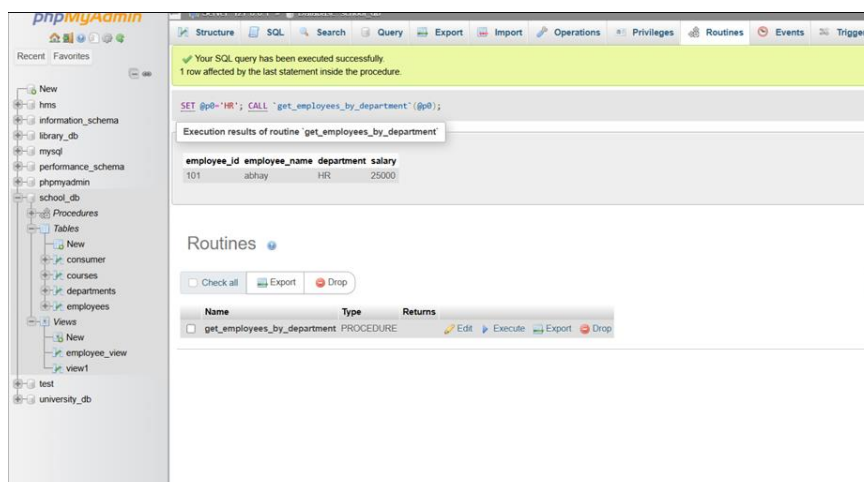 phpMyAdmin
Recent Favorites
New
hms
information_schema
library_db
mysql
performance_schema
phpmyadmin
school_db
Procedures
Tables
New
consumer
courses
departments
employees
Views
New
employee_view
view1
test
university_db
Structure SQL Search Query Export Import Operations Privileges Routines Events Trigge
Your SQL query has been executed successfully.
1 row affected by the last statement inside the procedure.
SET @p0='HR'; CALL `get_employees_by_department`(@p0);
Execution results of routine `get_employees_by_department`
employee_id employee_name department salary
101 abhay HR 25000
Routines
Check all Export Drop
Name Type Returns
get_employees_by_department PROCEDURE Edit Execute Export Drop